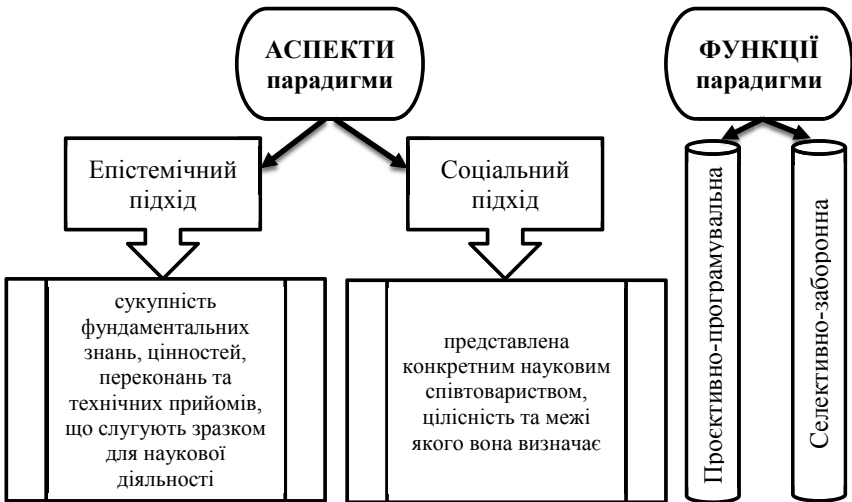 АСПЕКТИ
парадигми
ФУНКЦІЇ
парадигми
Епістемічний
підхід
Соціальний
підхід
сукупність
фундаментальних
знань, цінностей,
переконань та
технічних прийомів,
що слугують зразком
для наукової
діяльності
представлена
конкретним науковим
співтовариством,
цілісність та межі
якого вона визначає
Проєктивно-програмувальна
Селективно-заборонна